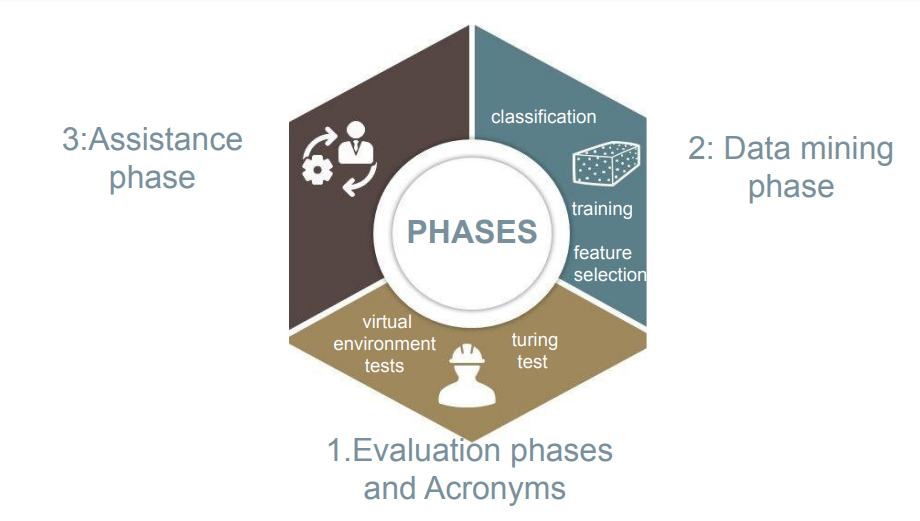 3:Assistance
phase
classification
training
feature
selection
2: Data mining
phase
PHASES
virtual
environment
tests
turing
test
1.Evaluation phases
and Acronyms